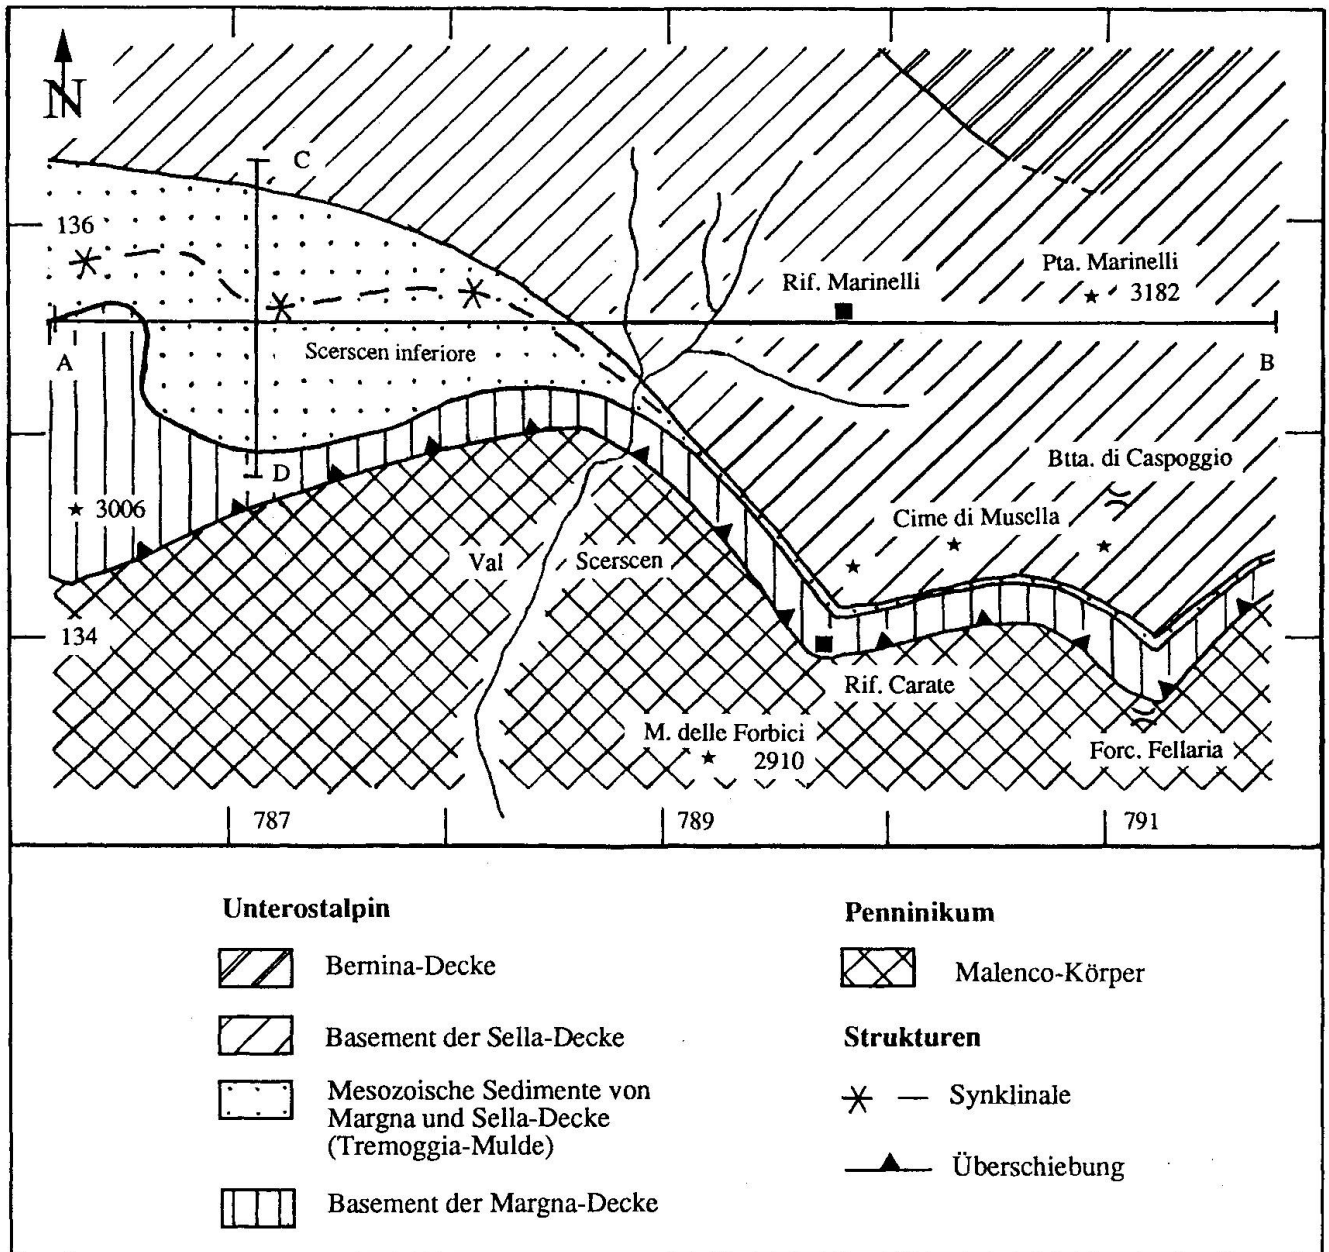 N
C
136
Rif. Marinelli
Pta. Marinelli
3182
Scerscen inferiore
A
B
Btta. di Caspoggio
D
3006
Cime di Musella
Val
Scerscen
134
Rif. Carate
M. delle Forbici
2910
Forc. Fellaria
787
789
791
Unterostalpin
Bernina-Decke
Basement der Sella-Decke
Mesozoische Sedimente von
Margna und Sella-Decke
(Tremoggia-Mulde)
Basement der Margna-Decke
Penninikum
Malenco-Körper
Strukturen
Synklinale
Überschiebung